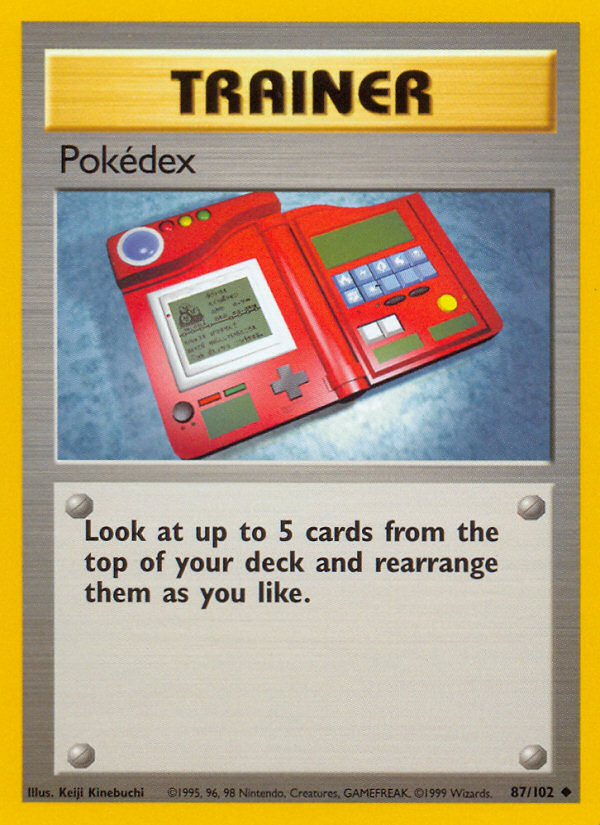 TRAINER
Pokédex
Look at up to 5 cards from the
top of your deck and rearrange
them as you like.
Illus. Keiji Kinebuchi ©1995, 96, 98 Nintendo, Creatures, GAMEFREAK. ©1999 Wizards. 87/102 ◆